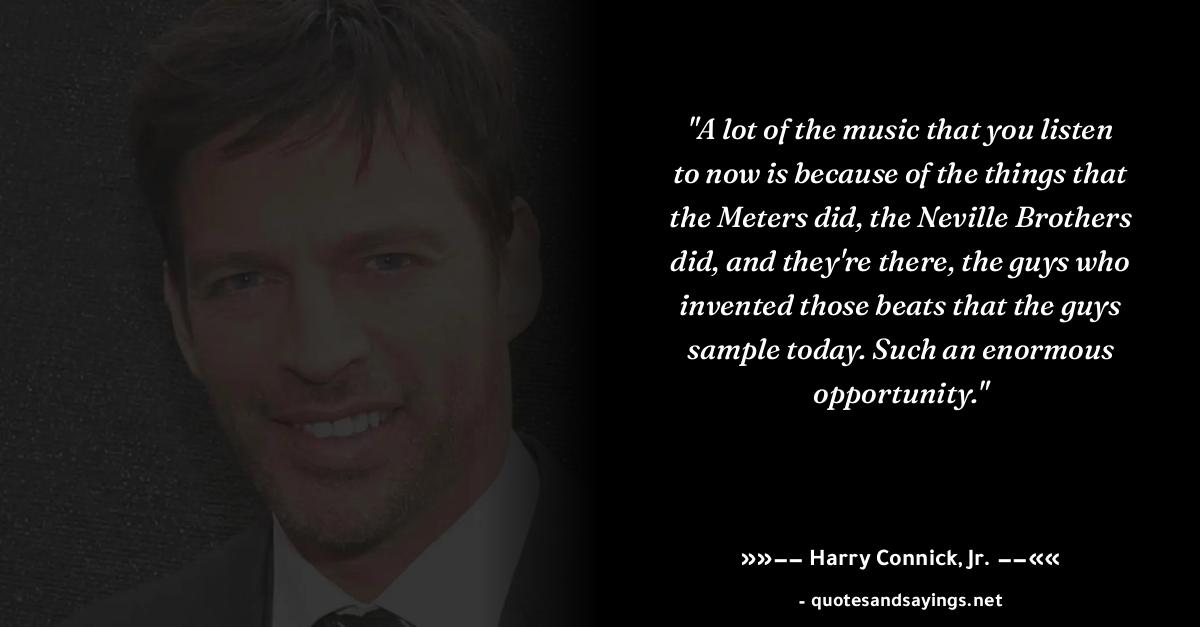 "A lot of the music that you listen
to now is because of the things that
the Meters did, the Neville Brothers
did, and they're there, the guys who
invented those beats that the guys
sample today. Such an enormous
opportunity."
»»–– Harry Connick, Jr. ––««
- quotesandsayings.net